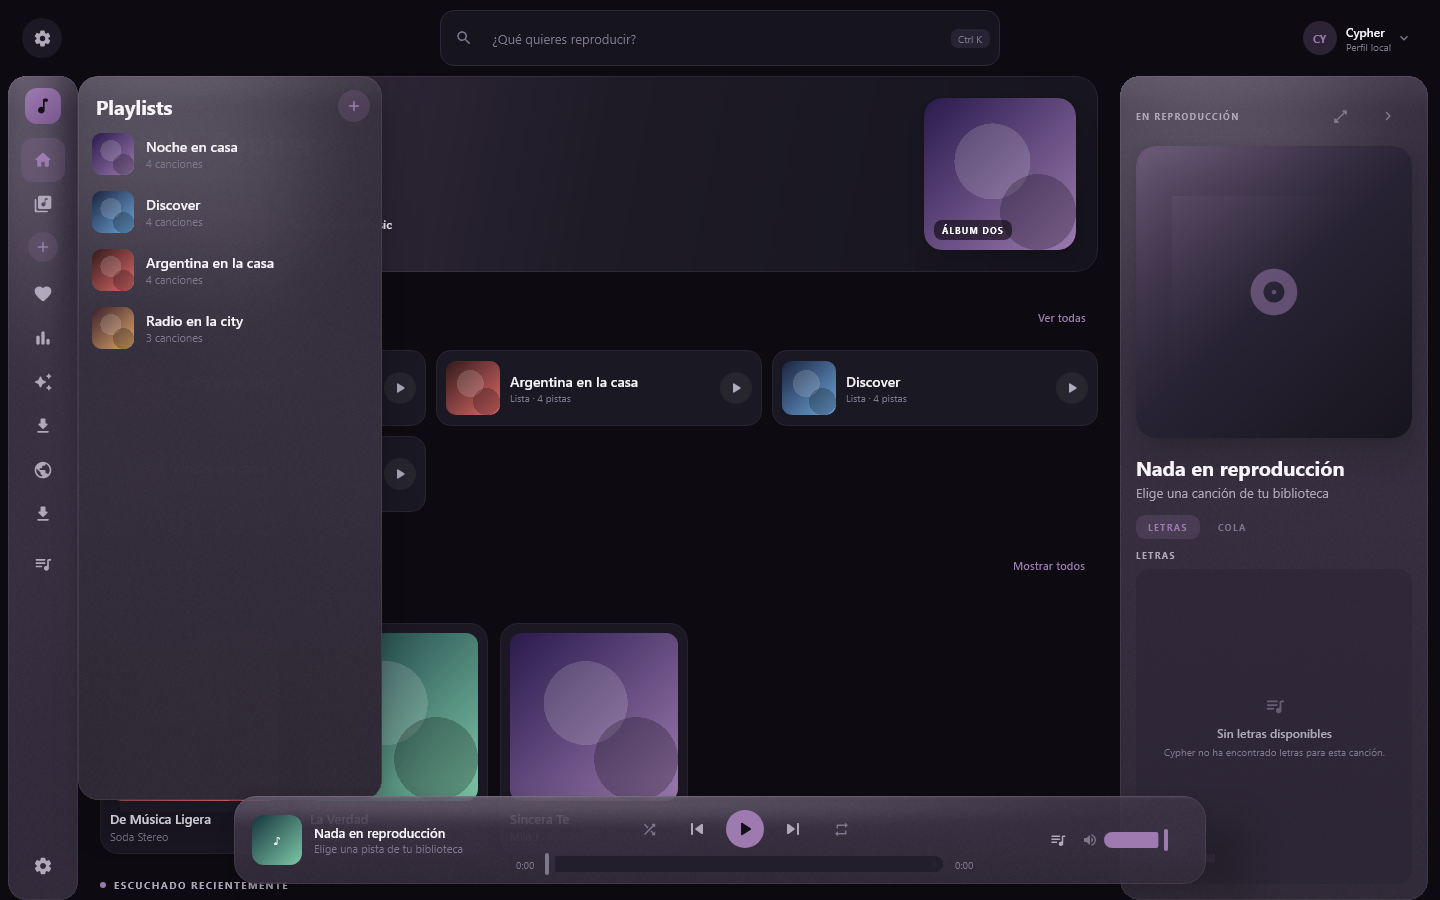 ¿Qué quieres reproducir?
Ctrl K
CY
Cypher
Perfil local
Playlists
Noche en casa
4 canciones
Discover
4 canciones
Argentina en la casa
4 canciones
Radio en la city
3 canciones
sic
ÁLBUM DOS
Ver todas
Argentina en la casa
Lista · 4 pistas
Discover
Lista · 4 pistas
Mostrar todos
De Música Ligera
Soda Stereo
La Verdad
Sincera Te
ESCUCHADO RECIENTEMENTE
Nada en reproducción
Elige una pista de tu biblioteca
0:00
0:00
EN REPRODUCCIÓN
Nada en reproducción
Elige una canción de tu biblioteca
LETRAS
COLA
LETRAS
Sin letras disponibles
Cypher no ha encontrado letras para esta canción.